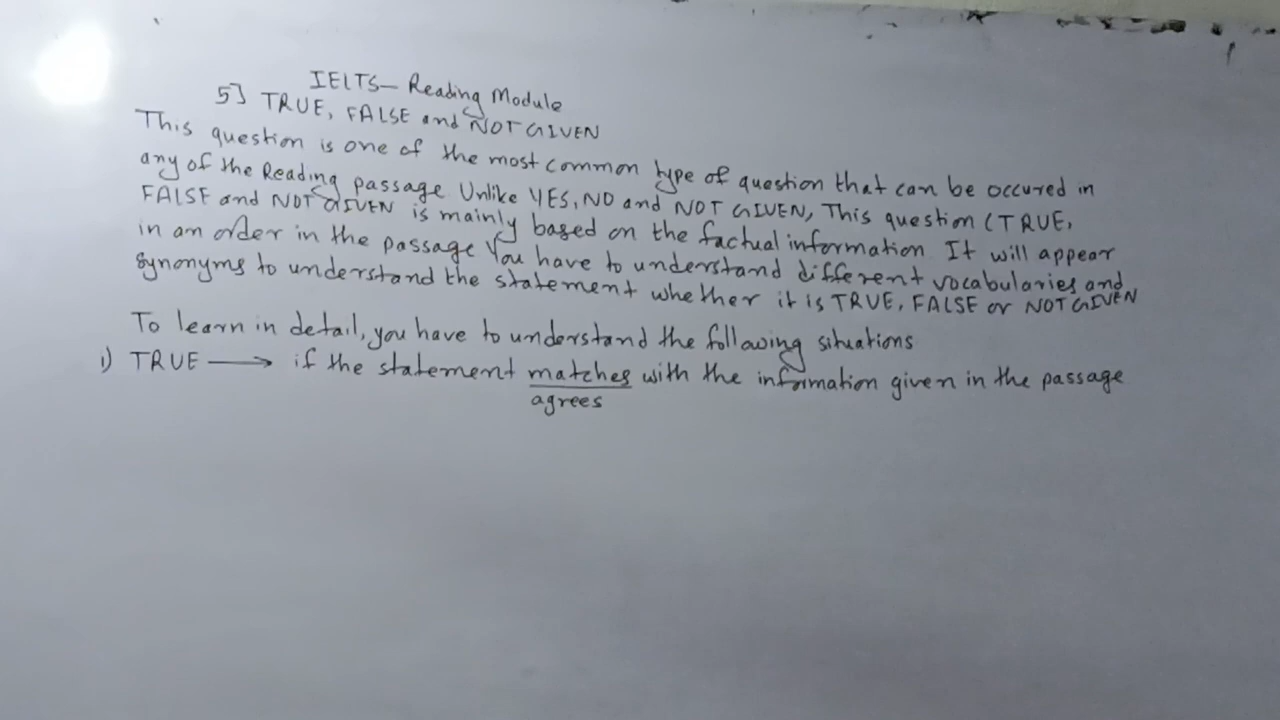 IELTS- Reading Module
5] TRUE, FALSE and NOT GIVEN
This question is one of the most common type of question that can be occured in
any of the Reading passage. Unlike YES, NO and NOT GIVEN, This question (TRUE,
FALSE and NOT GIVEN is mainly based on the factual information. It will appear
in an order in the passage You have to understand different vocabularies and
synonyms to understand the statement whether it is TRUE, FALSE or NOT GIVEN
To learn in detail, you have to understand the following situations
1) TRUE → if the statement matches with the information given in the passage
agrees